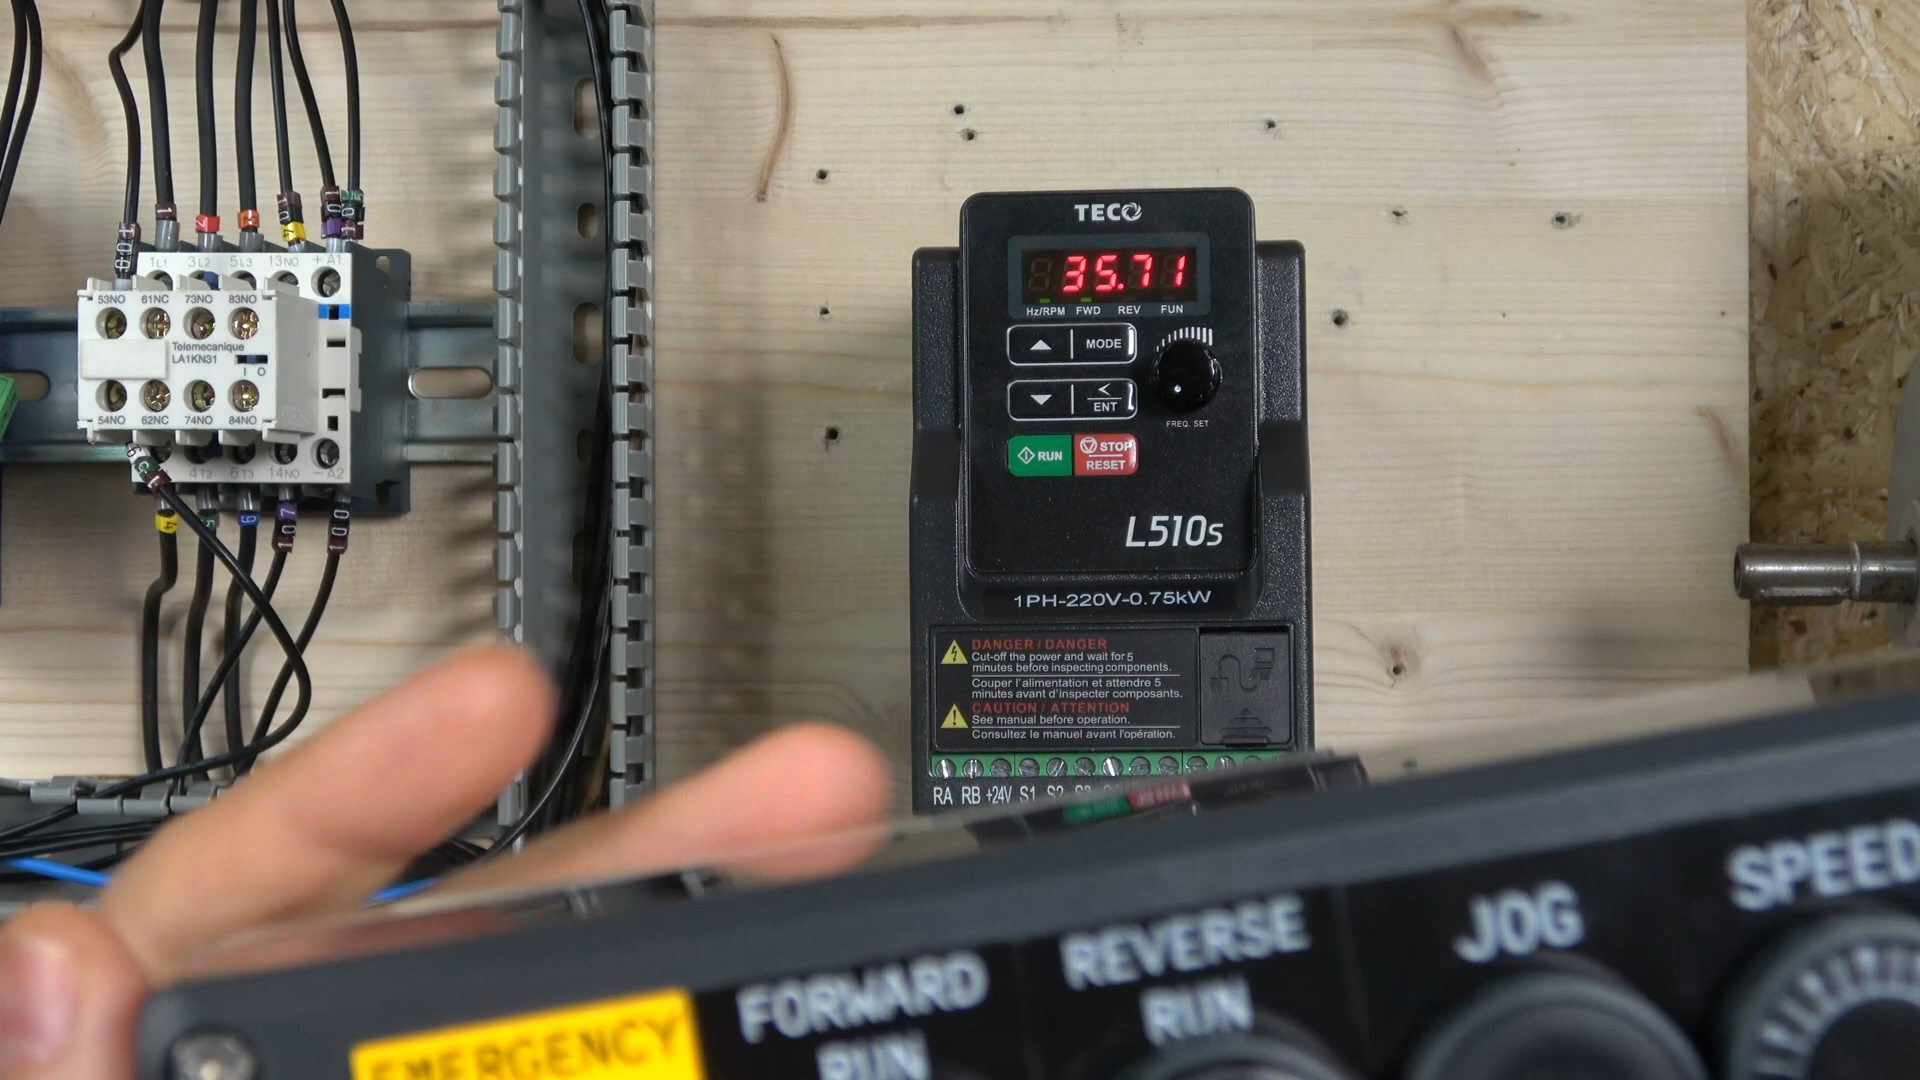 1L1 3L2 5L3 13NO + A1
53NO 61NC 73NO 83NO
Telemecanique
LA1KN31
I O
54NO 62NC 74NO 84NO
4T2 6T3 14NO - A2
TECO
35.71
Hz/RPM FWD REV FUN
MODE
ENT
FREQ. SET
RUN STOP
RESET
L510s
1PH-220V-0.75kW
DANGER / DANGER
Cut-off the power and wait for 5
minutes before inspecting components.
Couper l'alimentation et attendre 5
minutes avant d'inspecter composants.
CAUTION / ATTENTION
See manual before operation.
Consultez le manuel avant l'opération.
RA RB +24V S1 S2 S3
EMERGENCY
FORWARD
RUN
REVERSE
RUN
JOG
SPEED